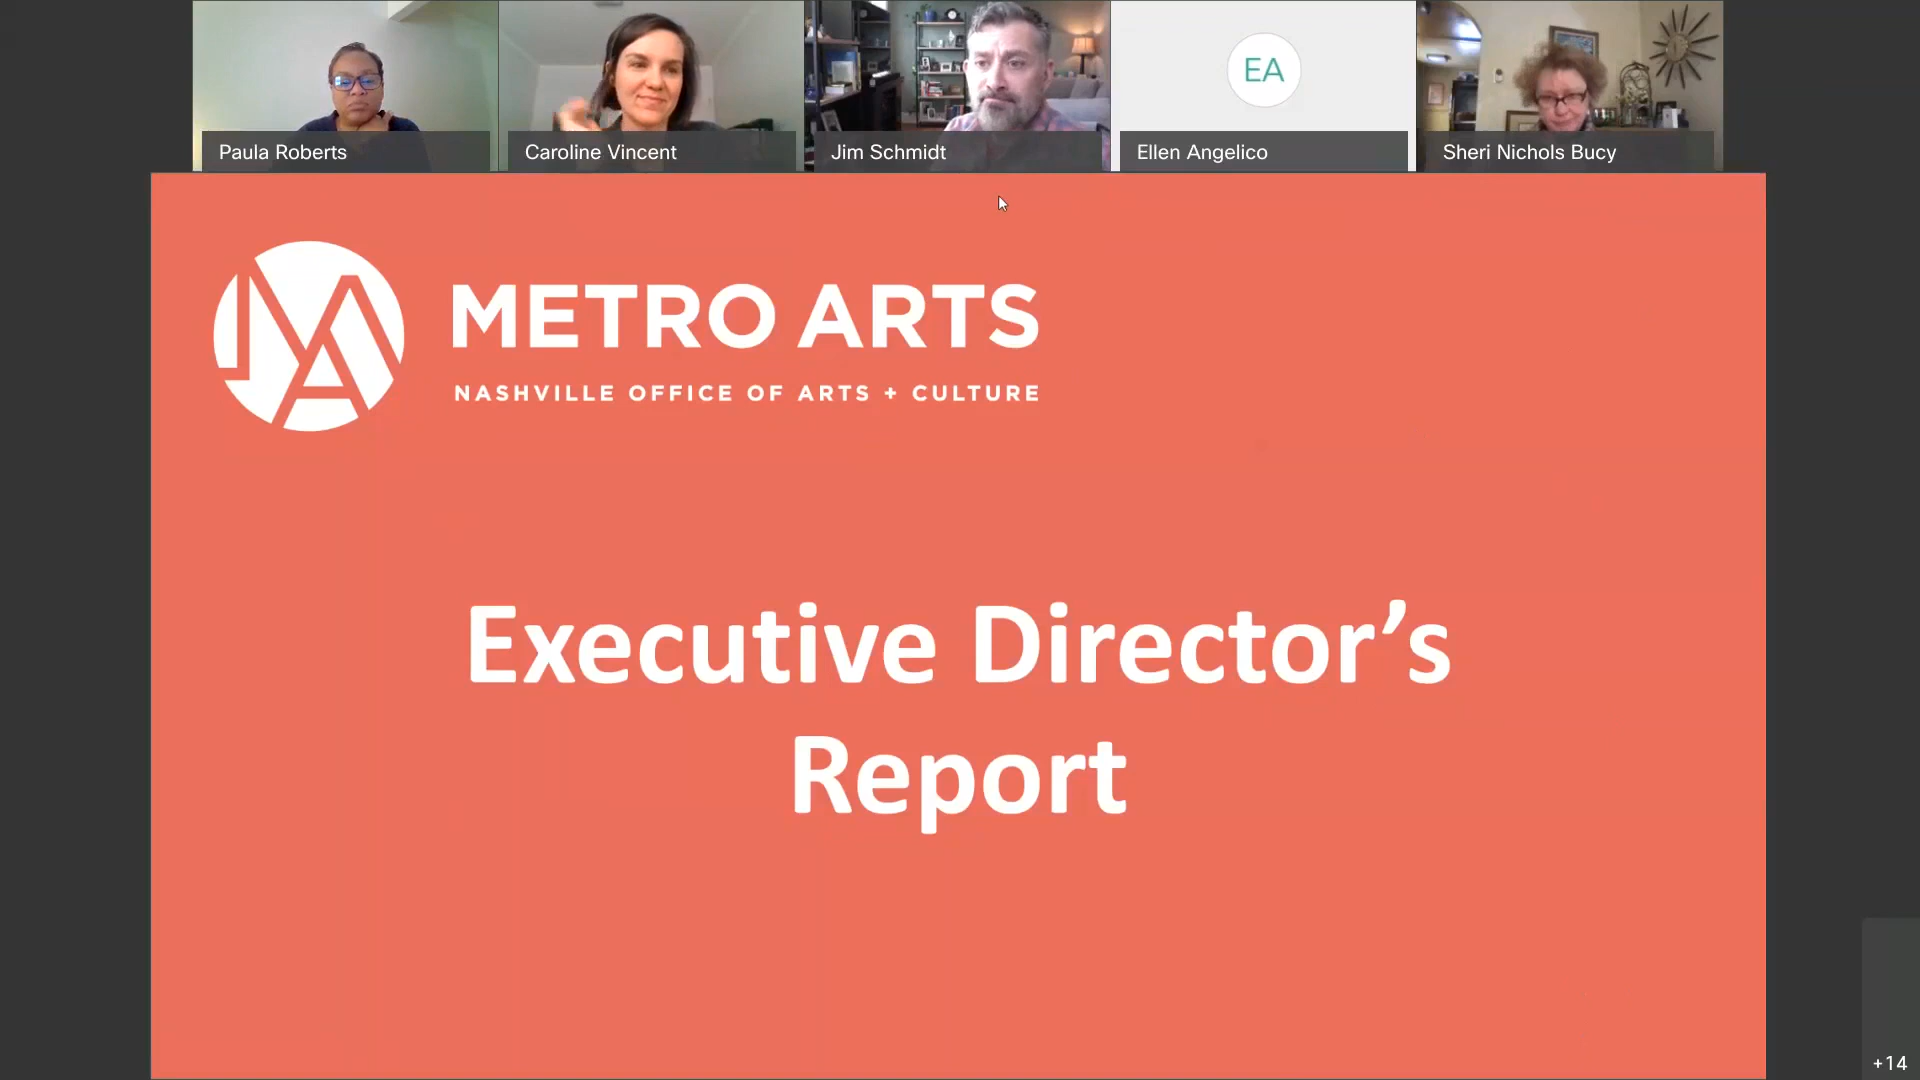 Paula Roberts
Caroline Vincent
Jim Schmidt
EA
Ellen Angelico
Sheri Nichols Bucy
MA
METRO ARTS
NASHVILLE OFFICE OF ARTS + CULTURE
Executive Director’s
Report
+14